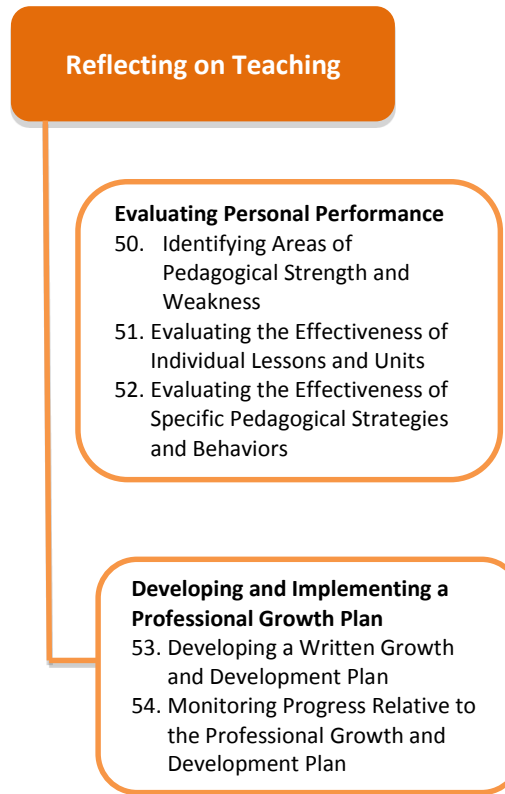 Reflecting on Teaching
Evaluating Personal Performance
50. Identifying Areas of
Pedagogical Strength and
Weakness
51. Evaluating the Effectiveness of
Individual Lessons and Units
52. Evaluating the Effectiveness of
Specific Pedagogical Strategies
and Behaviors
Developing and Implementing a
Professional Growth Plan
53. Developing a Written Growth
and Development Plan
54. Monitoring Progress Relative to
the Professional Growth and
Development Plan